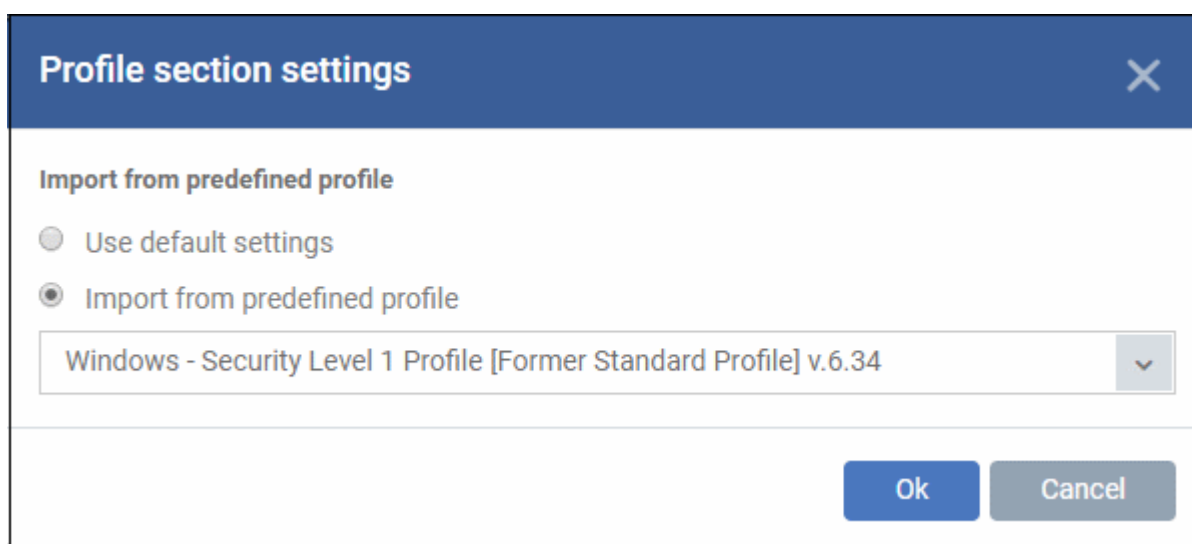 Profile section settings
Import from predefined profile
Use default settings
Import from predefined profile
Windows - Security Level 1 Profile [Former Standard Profile] v.6.34
Ok Cancel